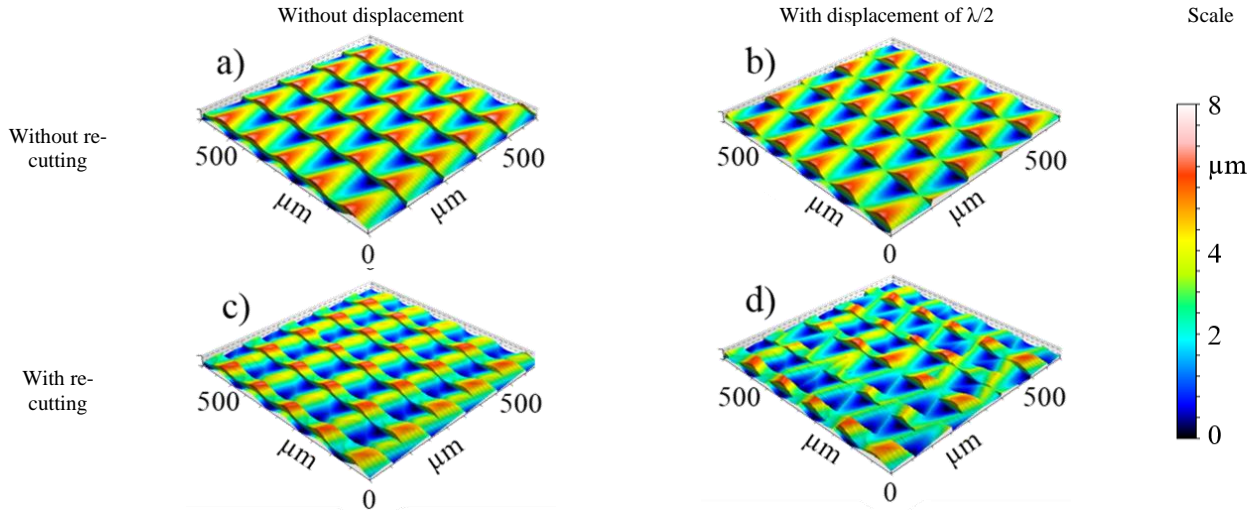 Without displacement
With displacement of λ/2
Scale
Without re-
cutting
a)
500
500
µm
µm
0
b)
500
500
µm
µm
0
8
µm
4
2
0
With re-
cutting
c)
500
500
µm
µm
0
d)
500
500
µm
µm
0